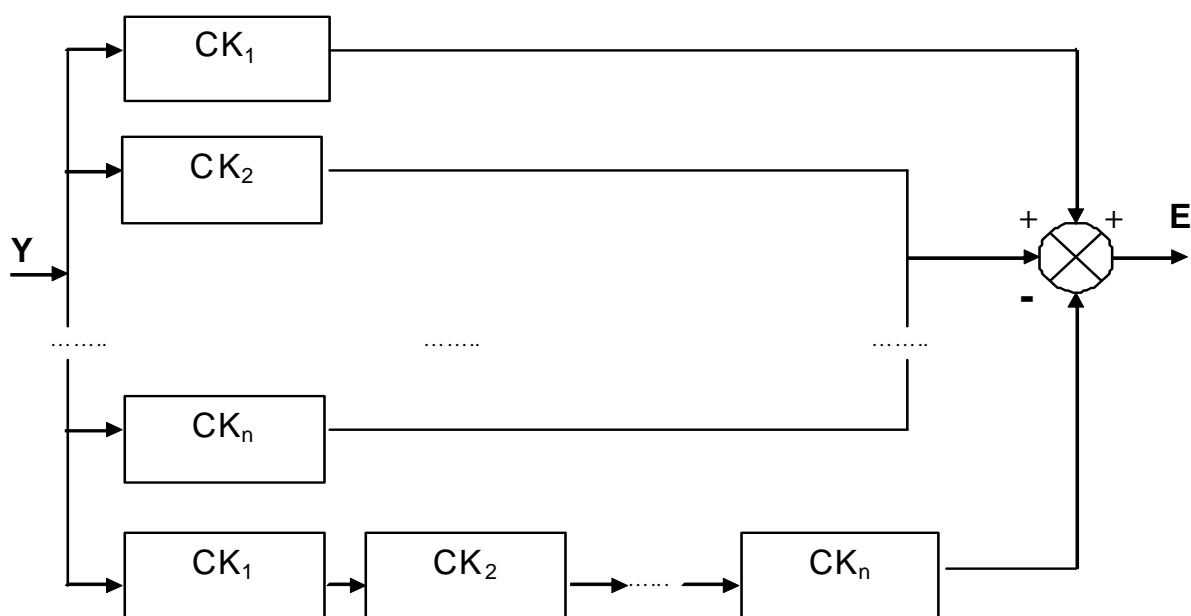 CK₁
CK₂
+ + E
Y
-
........ ........ ........
CKₙ
CK₁ CK₂ ...... CKₙ